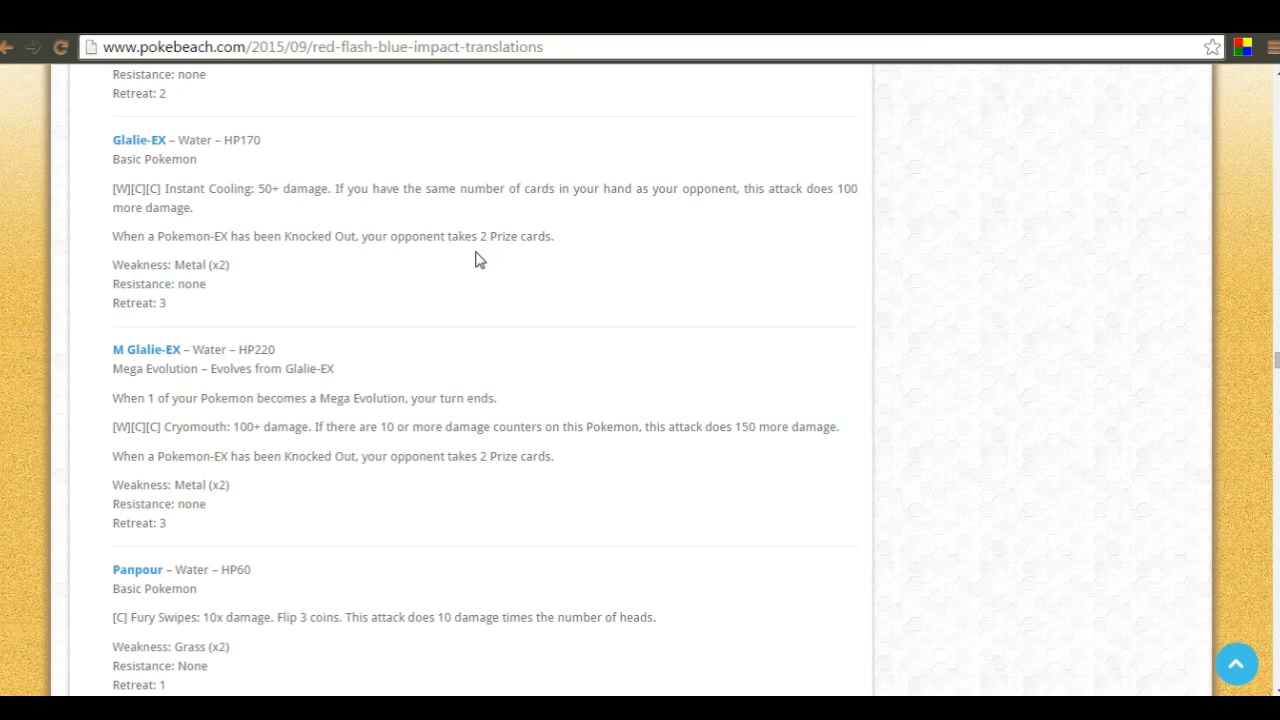 www.pokebeach.com/2015/09/red-flash-blue-impact-translations
Resistance: none
Retreat: 2
Glalie-EX – Water – HP170
Basic Pokemon
[W][C][C] Instant Cooling: 50+ damage. If you have the same number of cards in your hand as your opponent, this attack does 100
more damage.
When a Pokemon-EX has been Knocked Out, your opponent takes 2 Prize cards.
Weakness: Metal (x2)
Resistance: none
Retreat: 3
M Glalie-EX – Water – HP220
Mega Evolution – Evolves from Glalie-EX
When 1 of your Pokemon becomes a Mega Evolution, your turn ends.
[W][C][C] Cryomouth: 100+ damage. If there are 10 or more damage counters on this Pokemon, this attack does 150 more damage.
When a Pokemon-EX has been Knocked Out, your opponent takes 2 Prize cards.
Weakness: Metal (x2)
Resistance: none
Retreat: 3
Panpour – Water – HP60
Basic Pokemon
[C] Fury Swipes: 10x damage. Flip 3 coins. This attack does 10 damage times the number of heads.
Weakness: Grass (x2)
Resistance: None
Retreat: 1